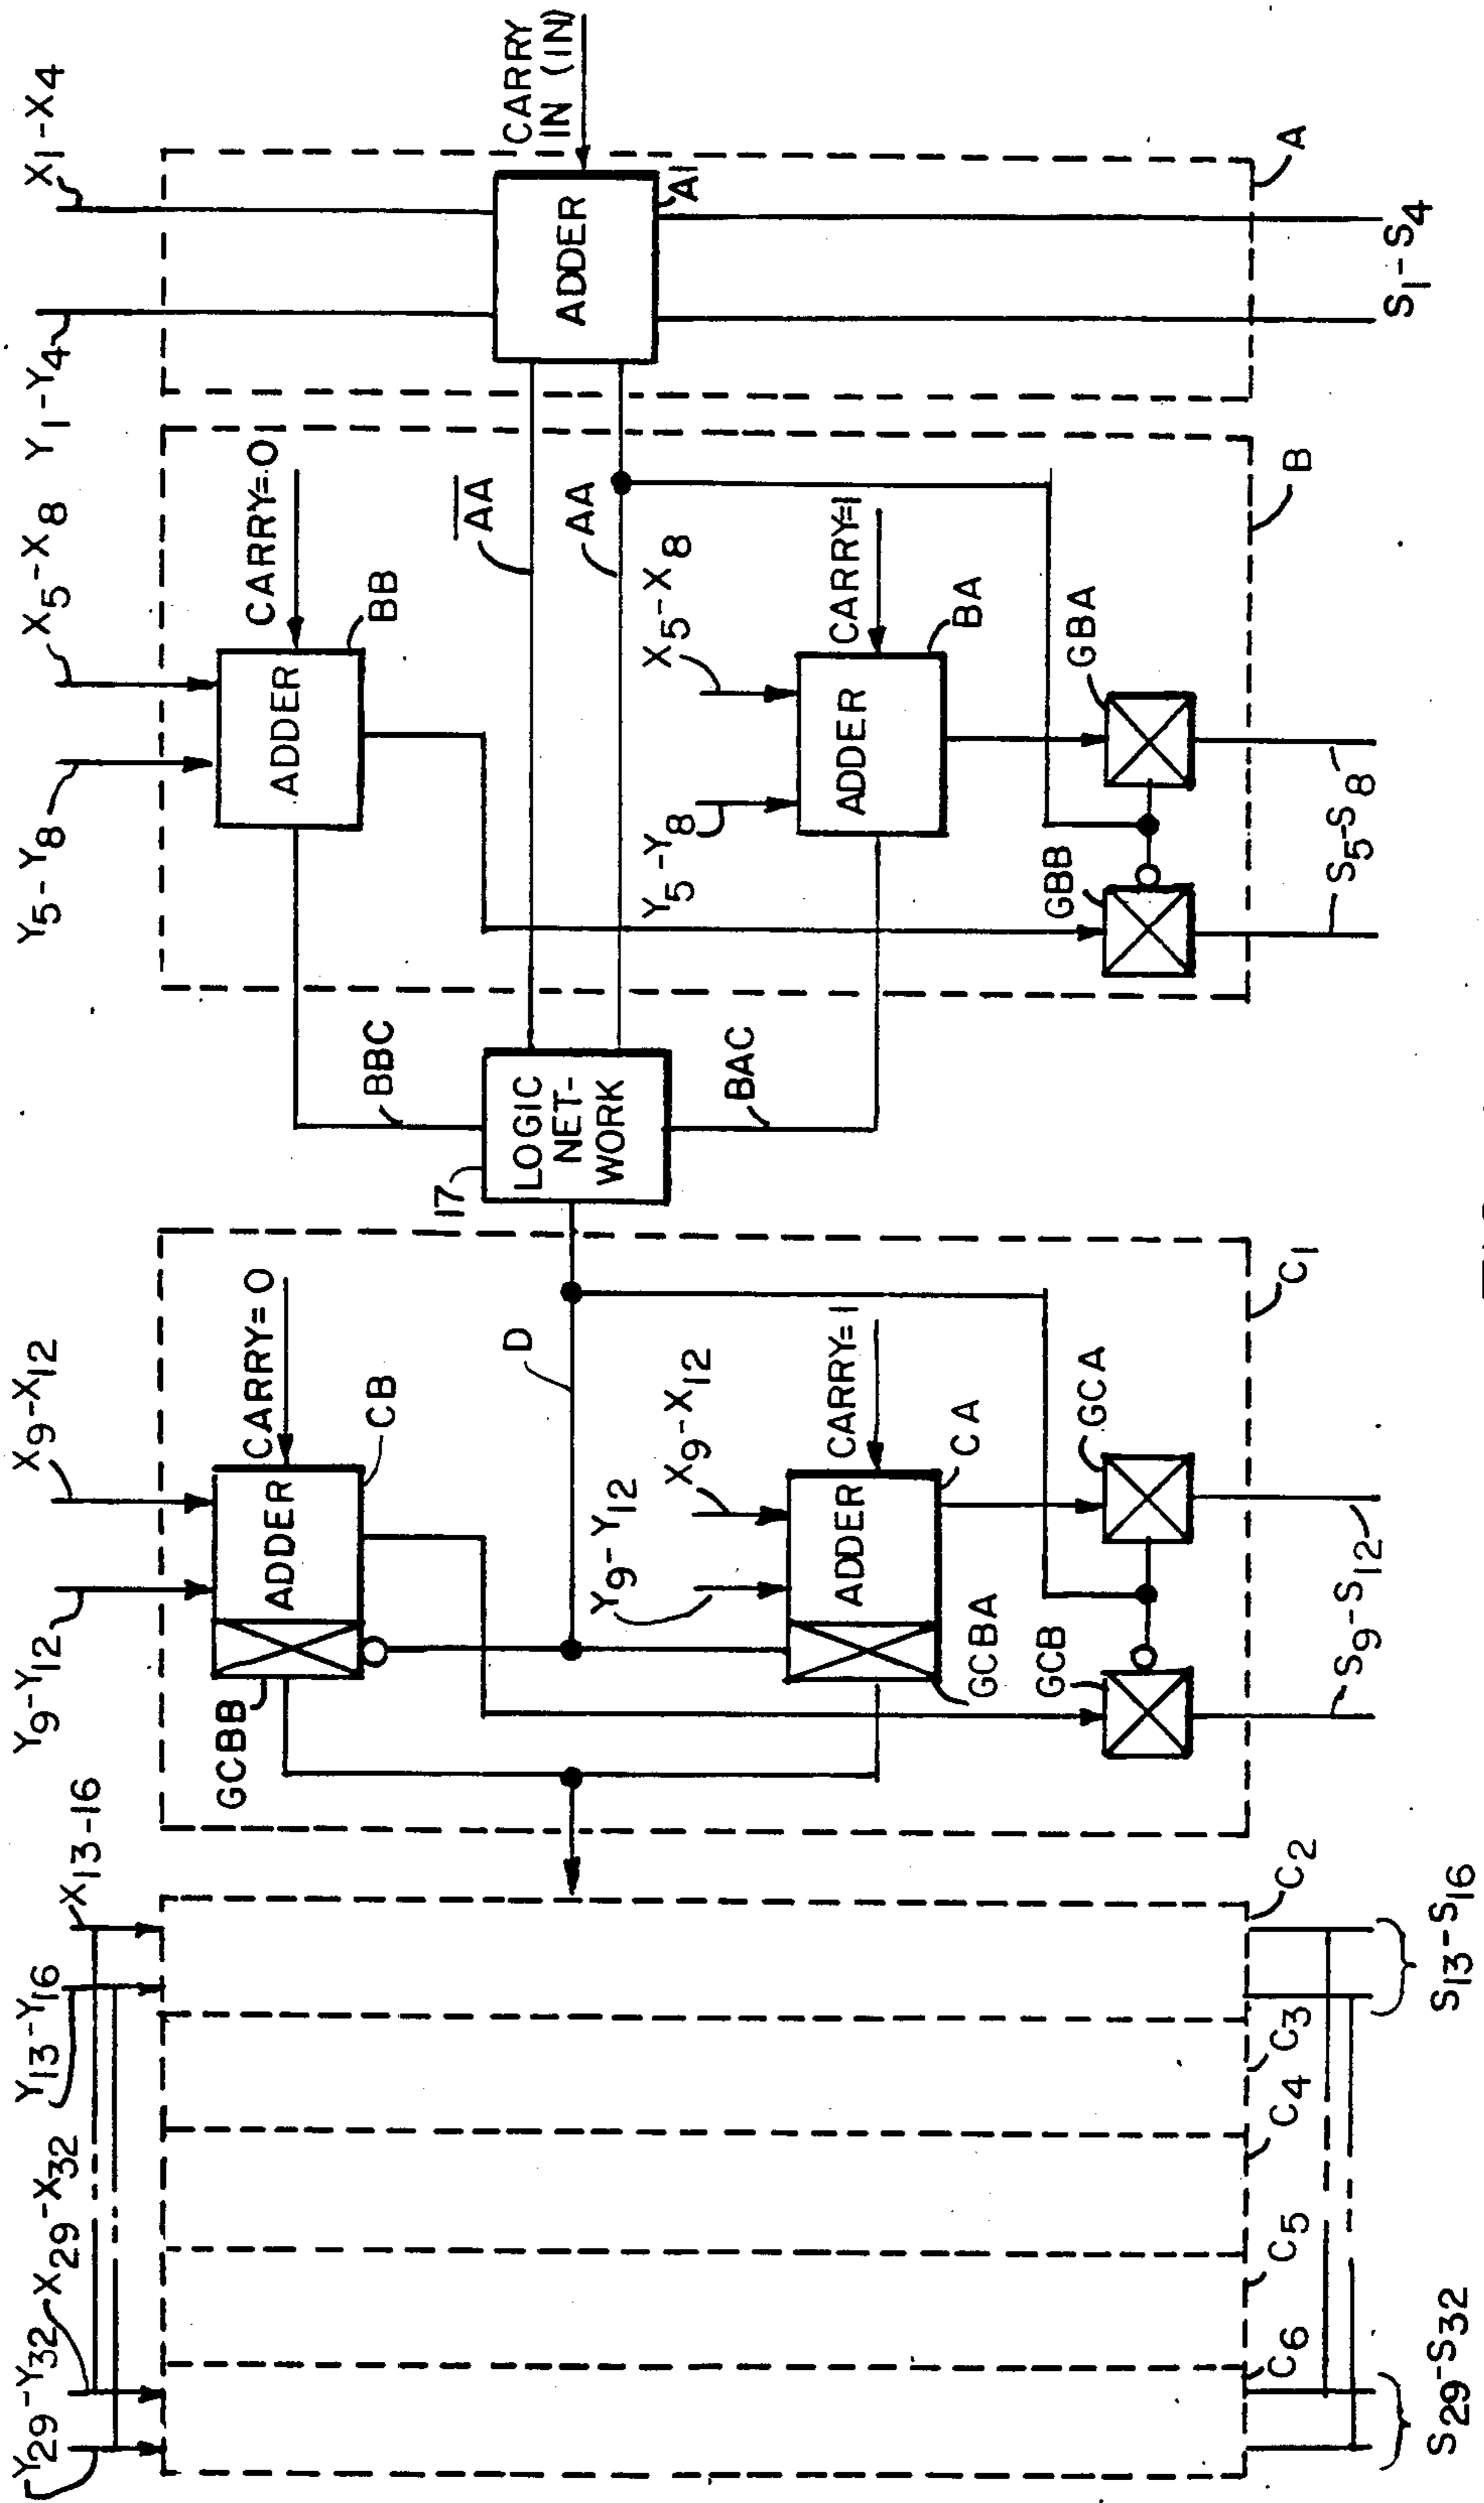 Y29-Y32
X29-X32
Y13-Y16
X13-16
Y9-Y12
X9-X12
Y5-Y8
X5-X8
Y1-Y4
X1-X4
GCBB
ADDER
CARRY=0
CB
ADDER
CARRY=0
BB
17
BBC
D
LOGIC
NET-
WORK
A̅A̅
AA
CARRY
IN (IN)
ADDER
A'
Y9-Y12
X9-X12
Y5-Y8
X5-X8
BAC
ADDER
CARRY=1
CA
GCBA
ADDER
CARRY=1
BA
GCB
GCA
GBB
GBA
C6
C5
C4
C3
C2
C1
B
A
S29-S32
S13-S16
S9-S12
S5-S8
S1-S4